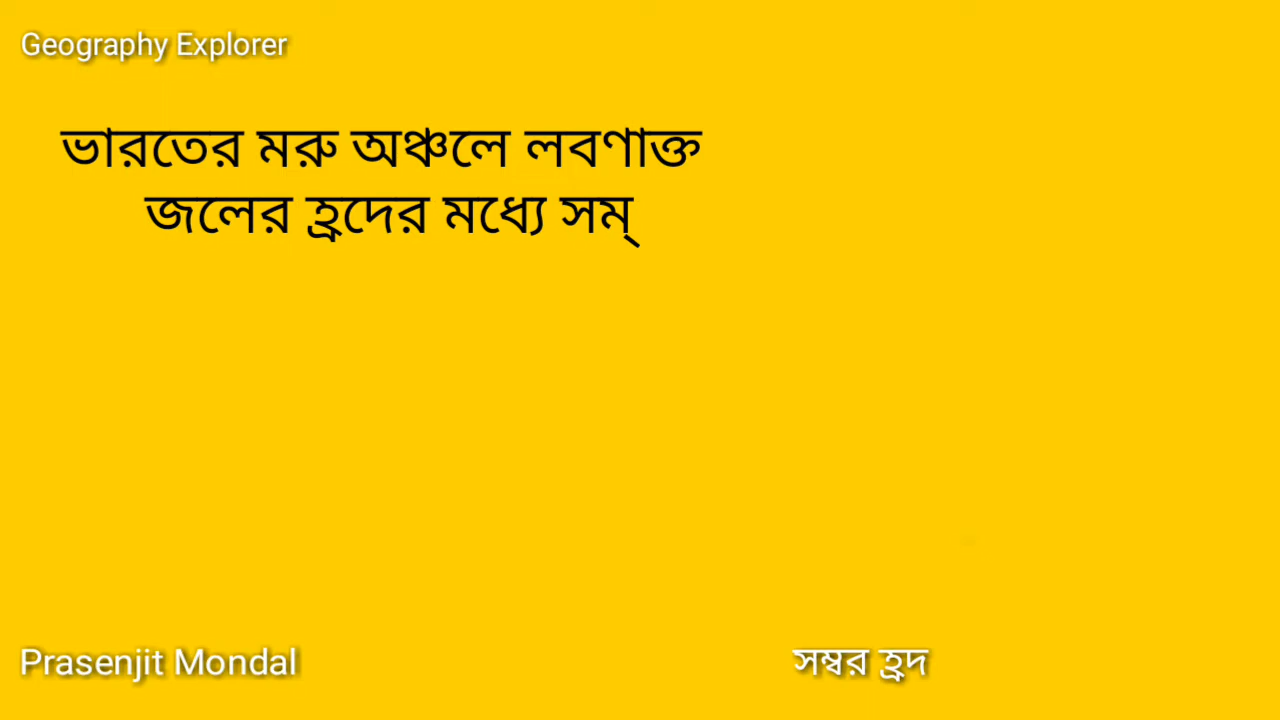 Geography Explorer
ভারতের মরু অঞ্চলে লবণাক্ত
জলের হ্রদের মধ্যে সম্
Prasenjit Mondal
সম্বর হ্রদ